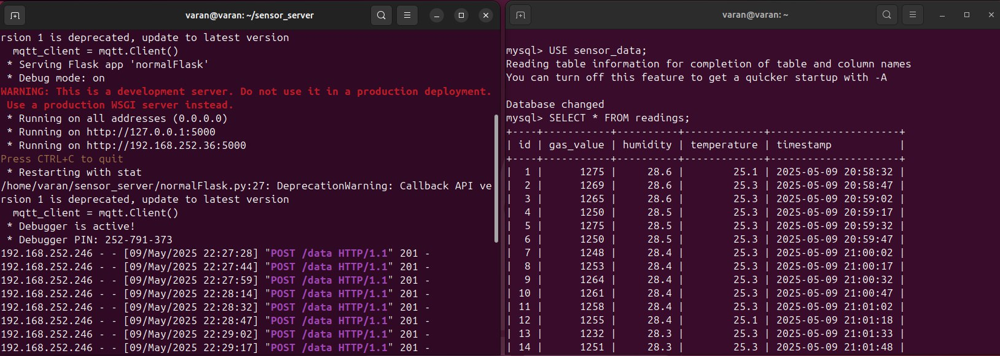 varan@varan: ~/sensor_server
rsion 1 is deprecated, update to latest version
  mqtt_client = mqtt.Client()
 * Serving Flask app 'normalFlask'
 * Debug mode: on
WARNING: This is a development server. Do not use it in a production deployment.
 Use a production WSGI server instead.
 * Running on all addresses (0.0.0.0)
 * Running on http://127.0.0.1:5000
 * Running on http://192.168.252.36:5000
Press CTRL+C to quit
 * Restarting with stat
/home/varan/sensor_server/normalFlask.py:27: DeprecationWarning: Callback API ve
rsion 1 is deprecated, update to latest version
  mqtt_client = mqtt.Client()
 * Debugger is active!
 * Debugger PIN: 252-791-373
192.168.252.246 - - [09/May/2025 22:27:28] "POST /data HTTP/1.1" 201 -
192.168.252.246 - - [09/May/2025 22:27:44] "POST /data HTTP/1.1" 201 -
192.168.252.246 - - [09/May/2025 22:27:59] "POST /data HTTP/1.1" 201 -
192.168.252.246 - - [09/May/2025 22:28:14] "POST /data HTTP/1.1" 201 -
192.168.252.246 - - [09/May/2025 22:28:32] "POST /data HTTP/1.1" 201 -
192.168.252.246 - - [09/May/2025 22:28:47] "POST /data HTTP/1.1" 201 -
192.168.252.246 - - [09/May/2025 22:29:02] "POST /data HTTP/1.1" 201 -
192.168.252.246 - - [09/May/2025 22:29:17] "POST /data HTTP/1.1" 201 -
varan@varan: ~
mysql> USE sensor_data;
Reading table information for completion of table and column names
You can turn off this feature to get a quicker startup with -A
Database changed
mysql> SELECT * FROM readings;
+----+-----------+----------+-------------+---------------------+
| id | gas_value | humidity | temperature | timestamp           |
+----+-----------+----------+-------------+---------------------+
|  1 |      1275 |     28.6 |        25.1 | 2025-05-09 20:58:32 |
|  2 |      1269 |     28.6 |        25.3 | 2025-05-09 20:58:47 |
|  3 |      1265 |     28.6 |        25.3 | 2025-05-09 20:59:02 |
|  4 |      1250 |     28.5 |        25.3 | 2025-05-09 20:59:17 |
|  5 |      1275 |     28.5 |        25.3 | 2025-05-09 20:59:32 |
|  6 |      1250 |     28.5 |        25.3 | 2025-05-09 20:59:47 |
|  7 |      1248 |     28.4 |        25.3 | 2025-05-09 21:00:02 |
|  8 |      1253 |     28.4 |        25.3 | 2025-05-09 21:00:17 |
|  9 |      1264 |     28.4 |        25.3 | 2025-05-09 21:00:32 |
| 10 |      1261 |     28.4 |        25.3 | 2025-05-09 21:00:47 |
| 11 |      1258 |     28.4 |        25.3 | 2025-05-09 21:01:02 |
| 12 |      1255 |     28.4 |        25.1 | 2025-05-09 21:01:18 |
| 13 |      1232 |     28.3 |        25.3 | 2025-05-09 21:01:33 |
| 14 |      1251 |     28.3 |        25.3 | 2025-05-09 21:01:48 |